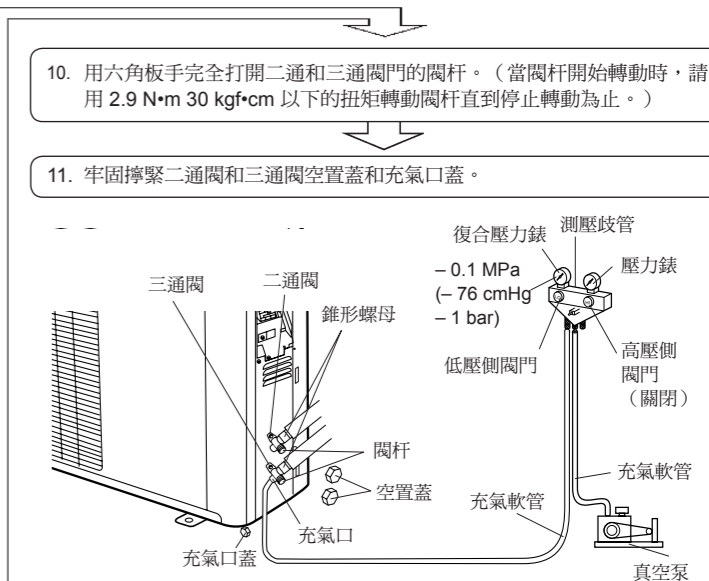 10. 用六角板手完全打開二通和三通閥門的閥杆。（當閥杆開始轉動時，請
用 2.9 N•m 30 kgf•cm 以下的扭矩轉動閥杆直到停止轉動為止。）
11. 牢固擰緊二通閥和三通閥空置蓋和充氣口蓋。
復合壓力錶
測壓歧管
壓力錶
– 0.1 MPa
(– 76 cmHg
– 1 bar)
三通閥
二通閥
錐形螺母
低壓側閥門
高壓側
閥門
（關閉）
閥杆
空置蓋
充氣軟管
充氣軟管
充氣口
充氣口蓋
真空泵